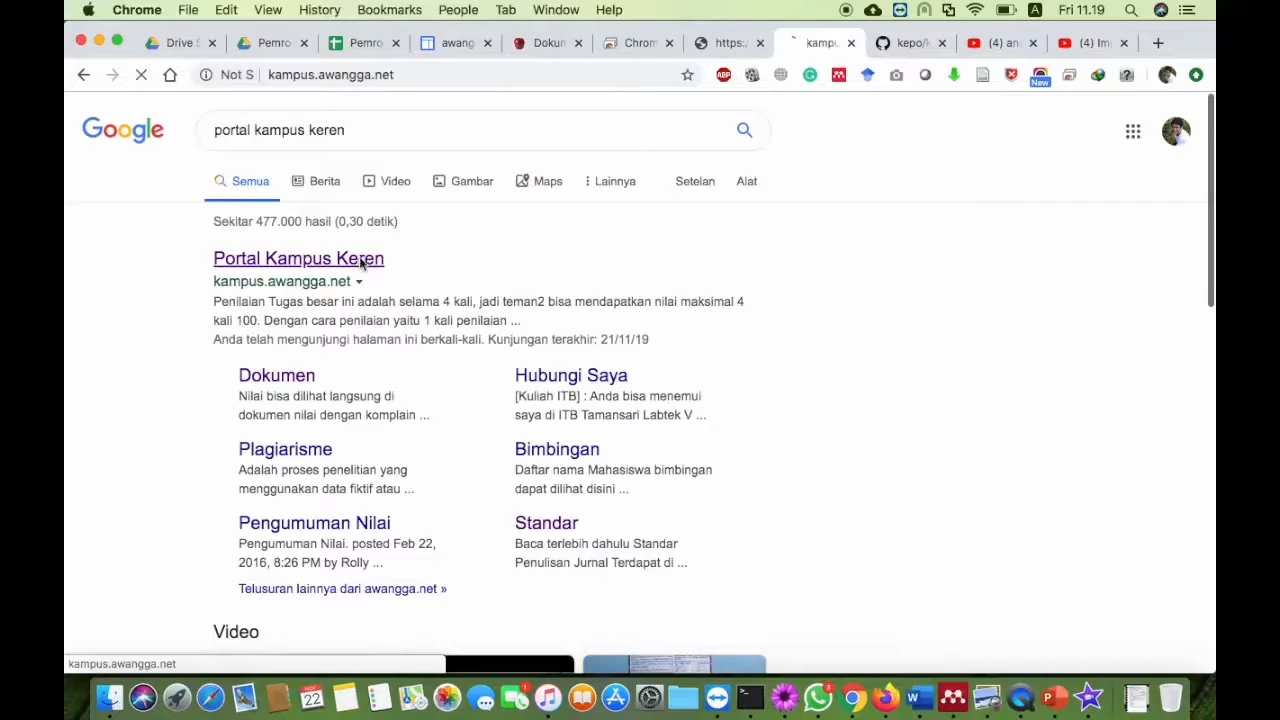 Chrome File Edit View History Bookmarks People Tab Window Help Fri 11.19
Drive S Pemro Pemro awang Dokun Chrom https:/ kampu kepo/k (4) an (4) Im
Not S kampus.awangga.net
ABP
New
Google portal kampus keren
Semua Berita Video Gambar Maps Lainnya Setelan Alat
Sekitar 477.000 hasil (0,30 detik)
Portal Kampus Keren
kampus.awangga.net
Penilaian Tugas besar ini adalah selama 4 kali, jadi teman2 bisa mendapatkan nilai maksimal 4
kali 100. Dengan cara penilaian yaitu 1 kali penilaian ...
Anda telah mengunjungi halaman ini berkali-kali. Kunjungan terakhir: 21/11/19
Dokumen
Nilai bisa dilihat langsung di
dokumen nilai dengan komplain ...
Hubungi Saya
[Kuliah ITB] : Anda bisa menemui
saya di ITB Tamansari Labtek V ...
Plagiarisme
Adalah proses penelitian yang
menggunakan data fiktif atau ...
Bimbingan
Daftar nama Mahasiswa bimbingan
dapat dilihat disini ...
Pengumuman Nilai
Pengumuman Nilai. posted Feb 22,
2016, 8:26 PM by Rolly ...
Standar
Baca terlebih dahulu Standar
Penulisan Jurnal Terdapat di ...
Telusuran lainnya dari awangga.net »
Video
kampus.awangga.net
NOV
22